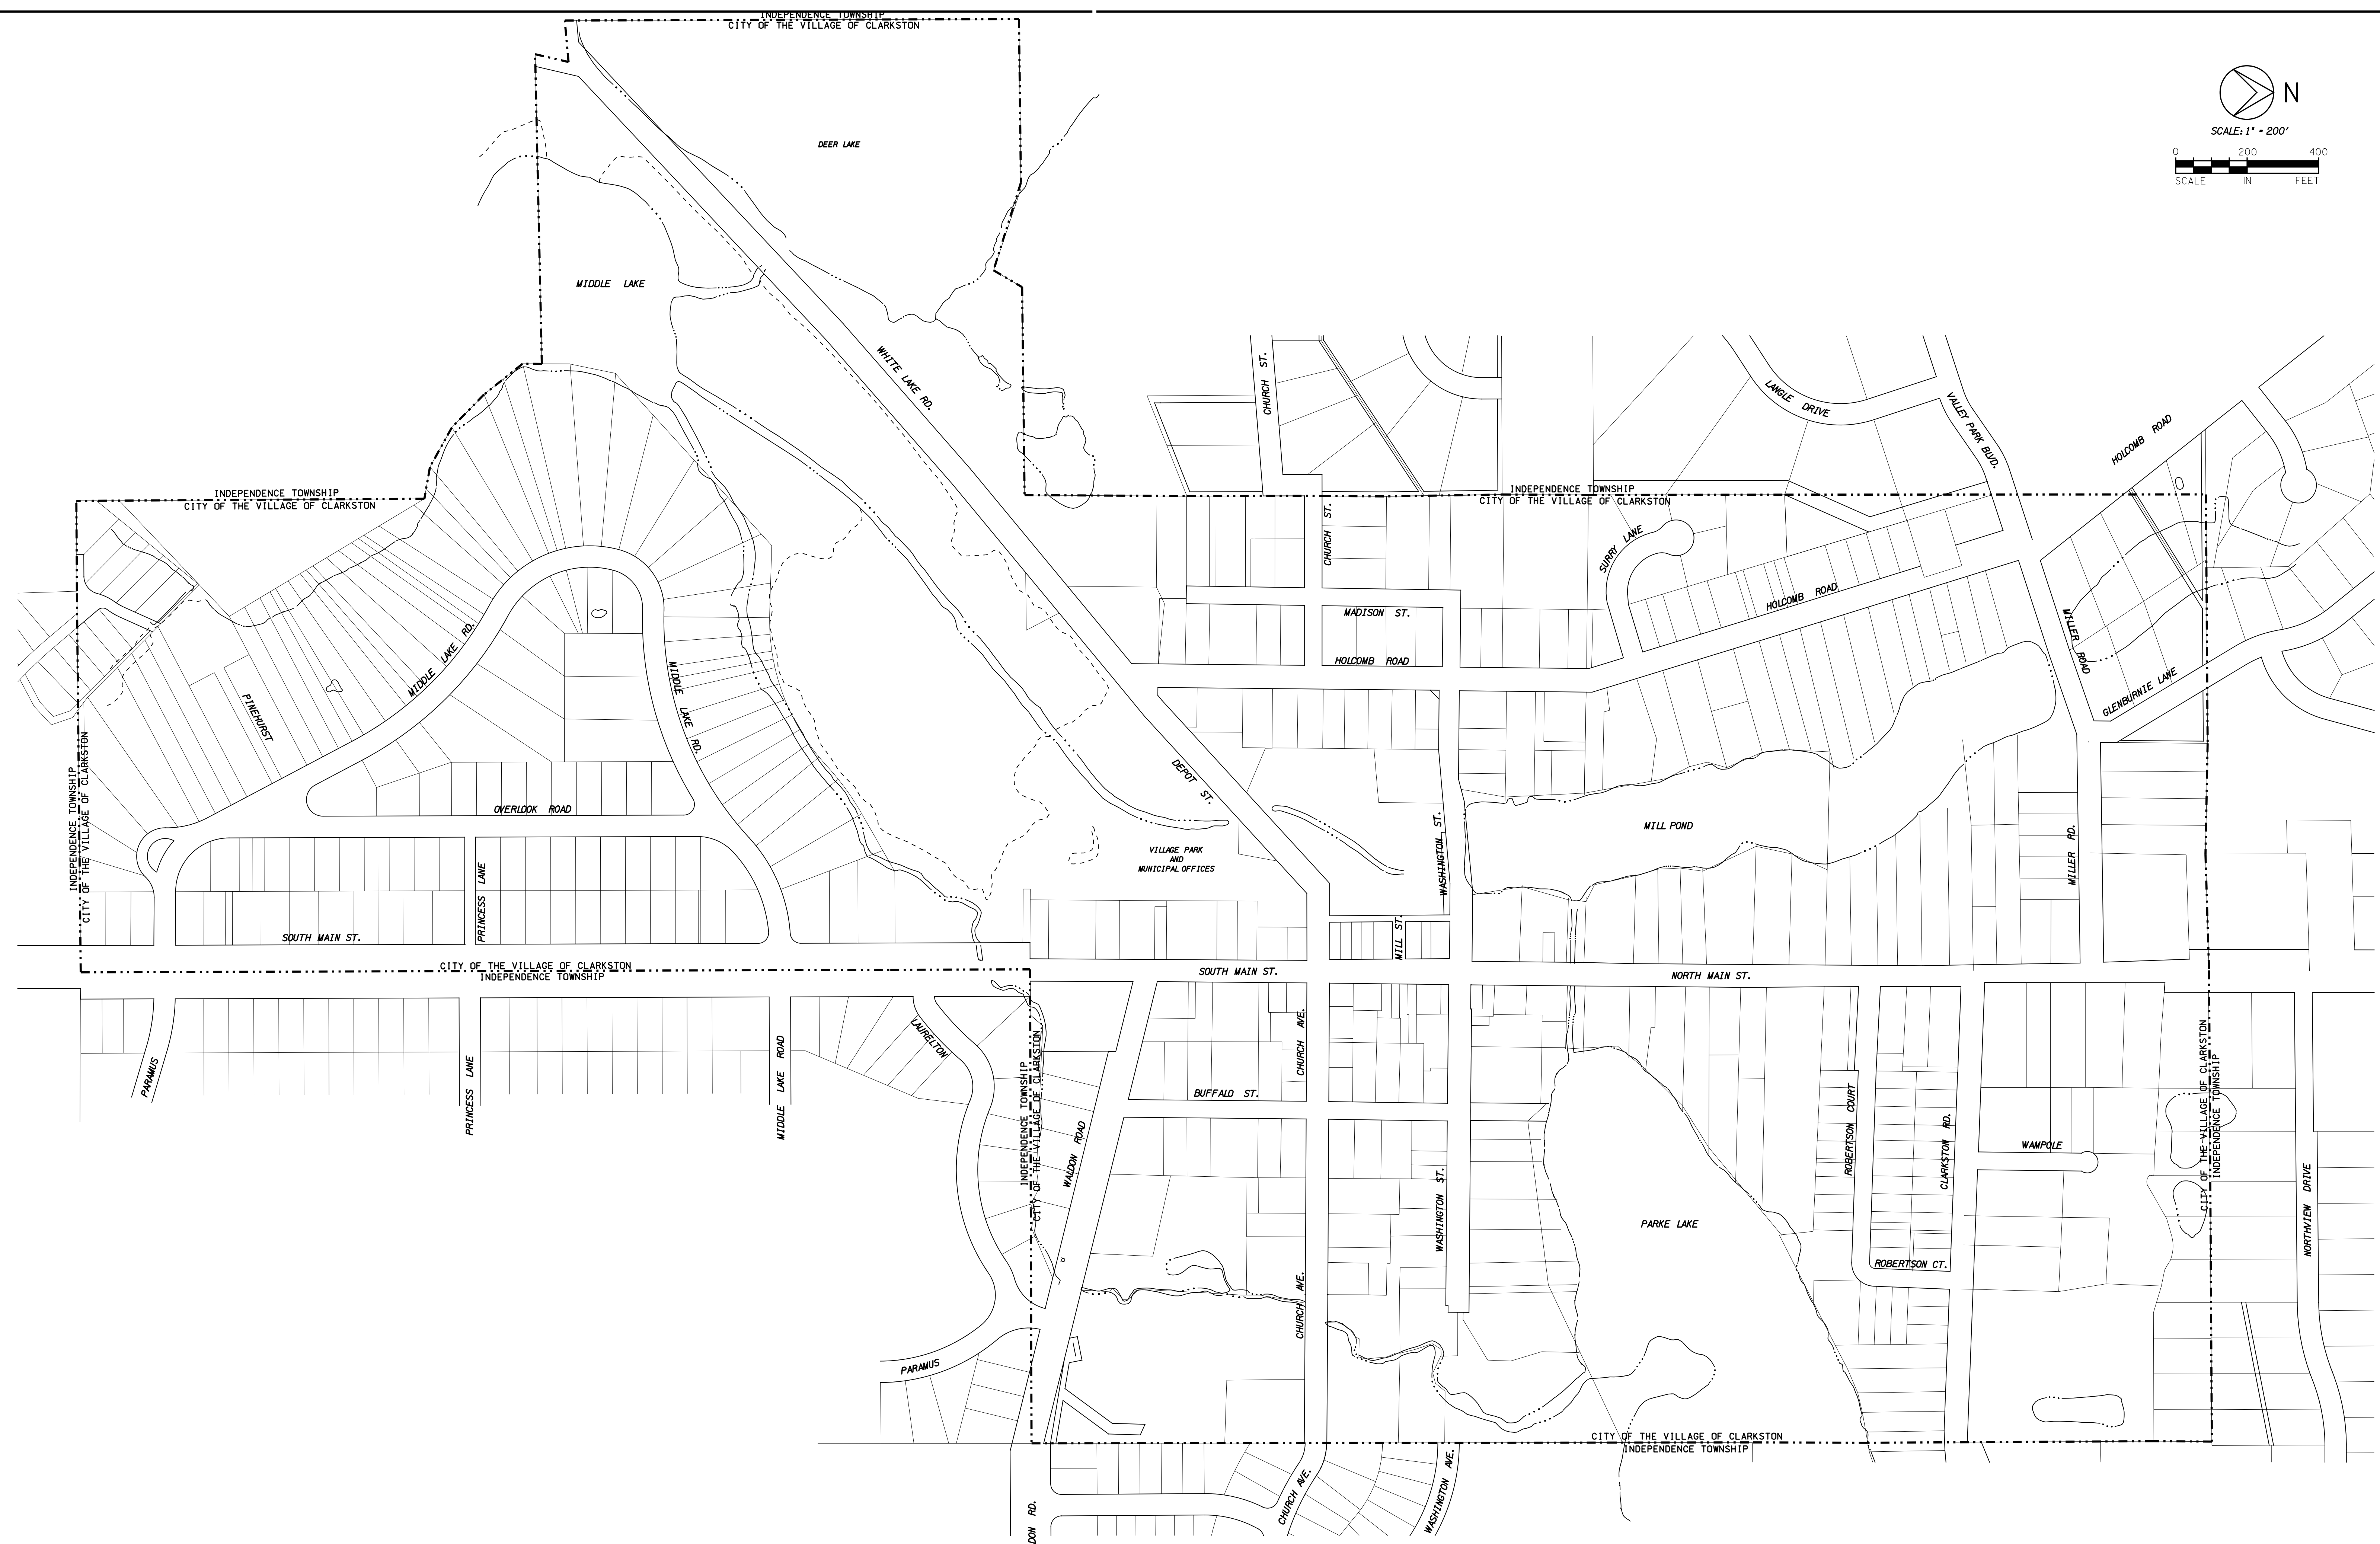 INDEPENDENCE TOWNSHIP
CITY OF THE VILLAGE OF CLARKSTON
N
SCALE: 1" = 200'
0 200 400
SCALE IN FEET
DEER LAKE
MIDDLE LAKE
WHITE LAKE RD.
CHURCH ST.
LANGLE DRIVE
VALLEY PARK BLVD.
HOLCOMB ROAD
INDEPENDENCE TOWNSHIP
CITY OF THE VILLAGE OF CLARKSTON
INDEPENDENCE TOWNSHIP
CITY OF THE VILLAGE OF CLARKSTON
CHURCH ST.
SURRY LANE
HOLCOMB ROAD
MADISON ST.
HOLCOMB ROAD
MILLER ROAD
GLENBURNIE LANE
MIDDLE LAKE RD.
MIDDLE LAKE RD.
PINEHURST
OVERLOOK ROAD
DEPOT ST.
INDEPENDENCE TOWNSHIP
CITY OF THE VILLAGE OF CLARKSTON
WASHINGTON ST.
MILL POND
MILLER RD.
VILLAGE PARK
AND
MUNICIPAL OFFICES
PRINCESS LANE
SOUTH MAIN ST.
MILL ST.
CITY OF THE VILLAGE OF CLARKSTON
INDEPENDENCE TOWNSHIP
SOUTH MAIN ST.
NORTH MAIN ST.
PARAMUS
PRINCESS LANE
MIDDLE LAKE ROAD
LAURELTON
INDEPENDENCE TOWNSHIP
CITY OF THE VILLAGE OF CLARKSTON
WALDON ROAD
BUFFALO ST.
CHURCH AVE.
WASHINGTON ST.
ROBERTSON COURT
CLARKSTON RD.
WAMPOLE
CITY OF THE VILLAGE OF CLARKSTON
INDEPENDENCE TOWNSHIP
NORTHVIEW DRIVE
PARKE LAKE
ROBERTSON CT.
CHURCH AVE.
PARAMUS
CITY OF THE VILLAGE OF CLARKSTON
INDEPENDENCE TOWNSHIP
DON RD.
CHURCH AVE.
WASHINGTON AVE.